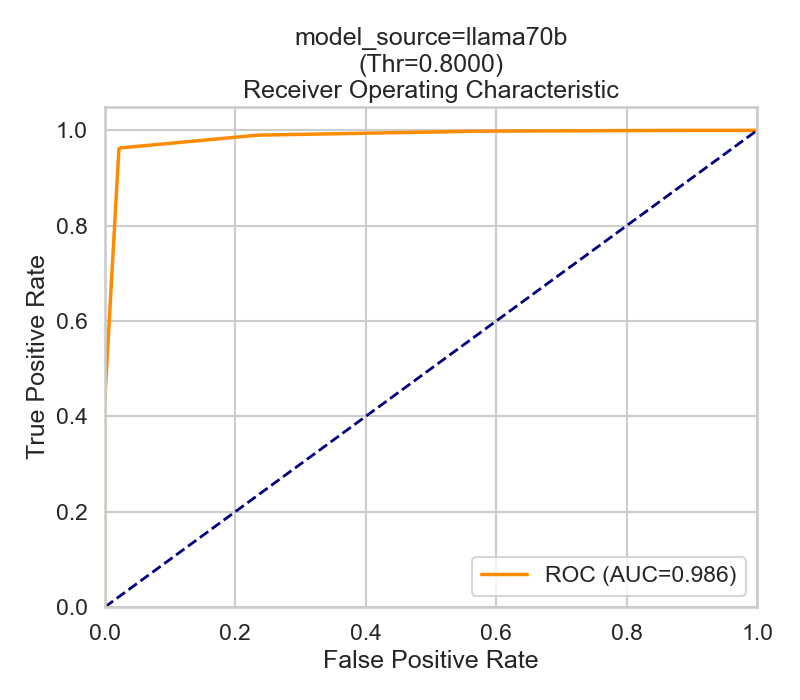 model_source=llama70b
(Thr=0.8000)
Receiver Operating Characteristic
1.0
0.8
0.6
0.4
0.2
0.0
True Positive Rate
ROC (AUC=0.986)
0.0 0.2 0.4 0.6 0.8 1.0
False Positive Rate